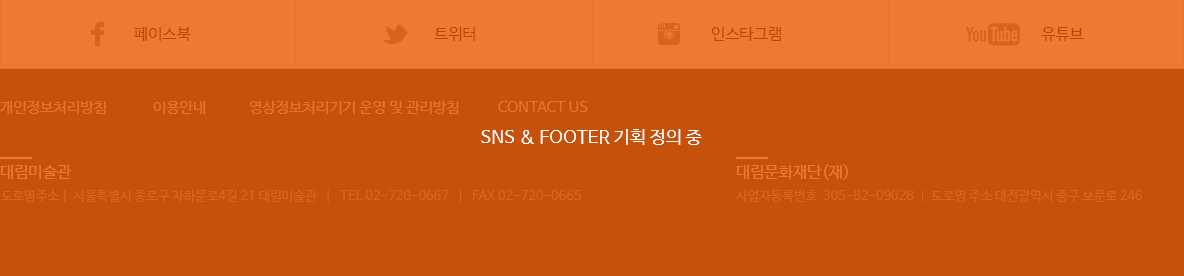 페이스북 트위터 인스타그램 You Tube 유튜브
개인정보처리방침 이용안내 영상정보처리기기 운영 및 관리방침 CONTACT US
SNS & FOOTER 기획 정의 중
대림미술관 대림문화재단(재)
도로명주소 | 서울특별시 종로구 자하문로4길 21 대림미술관 | TEL 02-720-0667 | FAX 02-720-0665 사업자등록번호 305-82-09028 | 도로명 주소 대전광역시 중구 보문로 246